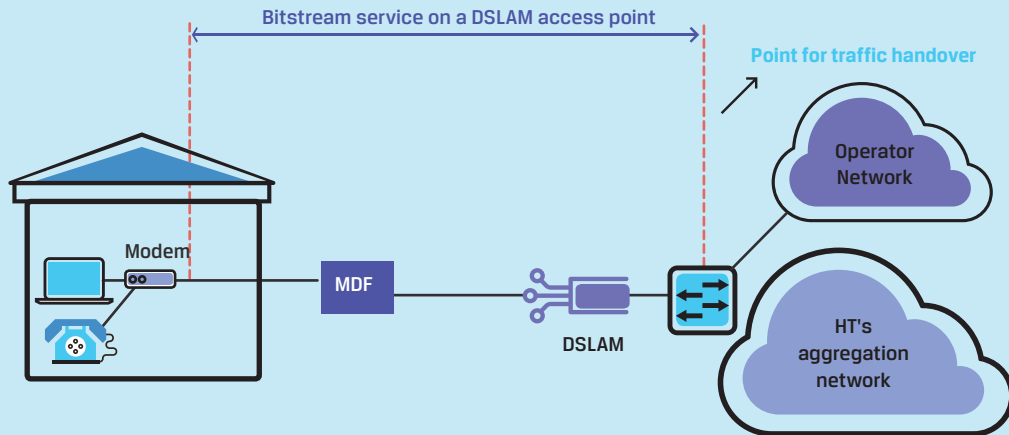 Bitstream service on a DSLAM access point
Point for traffic handover
Operator
Network
Modem
MDF
DSLAM
HT's
aggregation
network